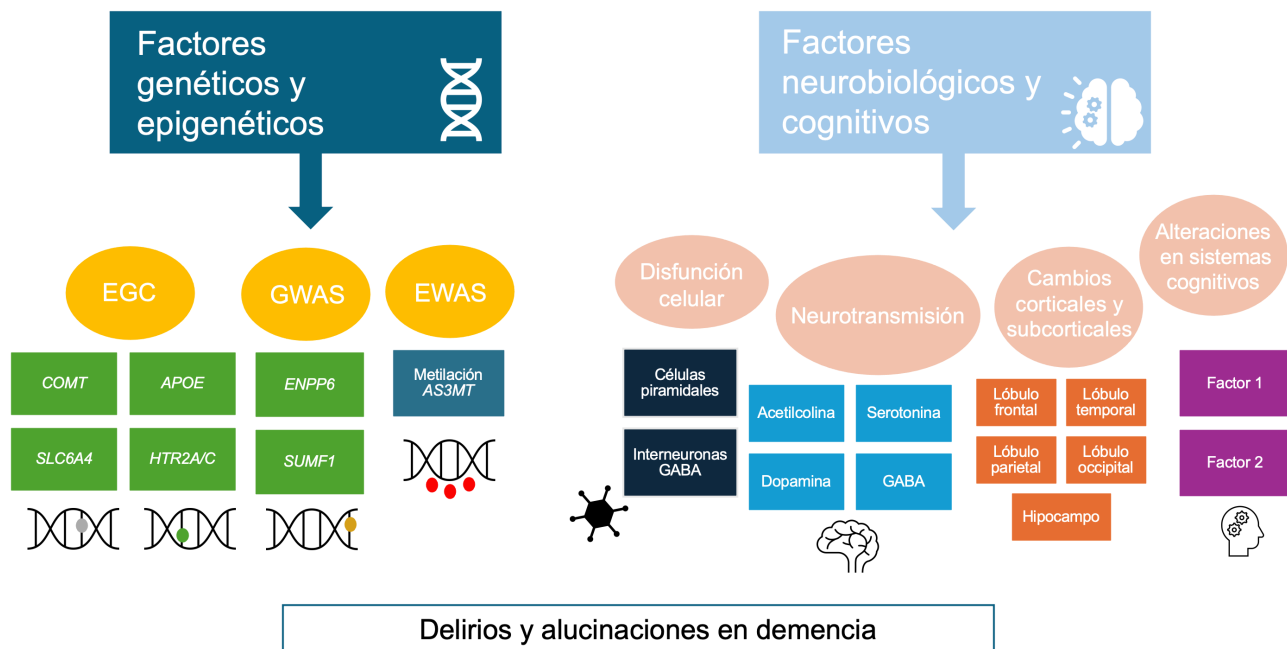 Factores
genéticos y
epigenéticos
Factores
neurobiológicos y
cognitivos
EGC
GWAS
EWAS
Disfunción
celular
Neurotransmisión
Cambios
corticales y
subcorticales
Alteraciones
en sistemas
cognitivos
COMT
APOE
ENPP6
Metilación
AS3MT
SLC6A4
HTR2A/C
SUMF1
Células
piramidales
Interneuronas
GABA
Acetilcolina
Serotonina
Dopamina
GABA
Lóbulo
frontal
Lóbulo
temporal
Lóbulo
parietal
Lóbulo
occipital
Hipocampo
Factor 1
Factor 2
Delirios y alucinaciones en demencia